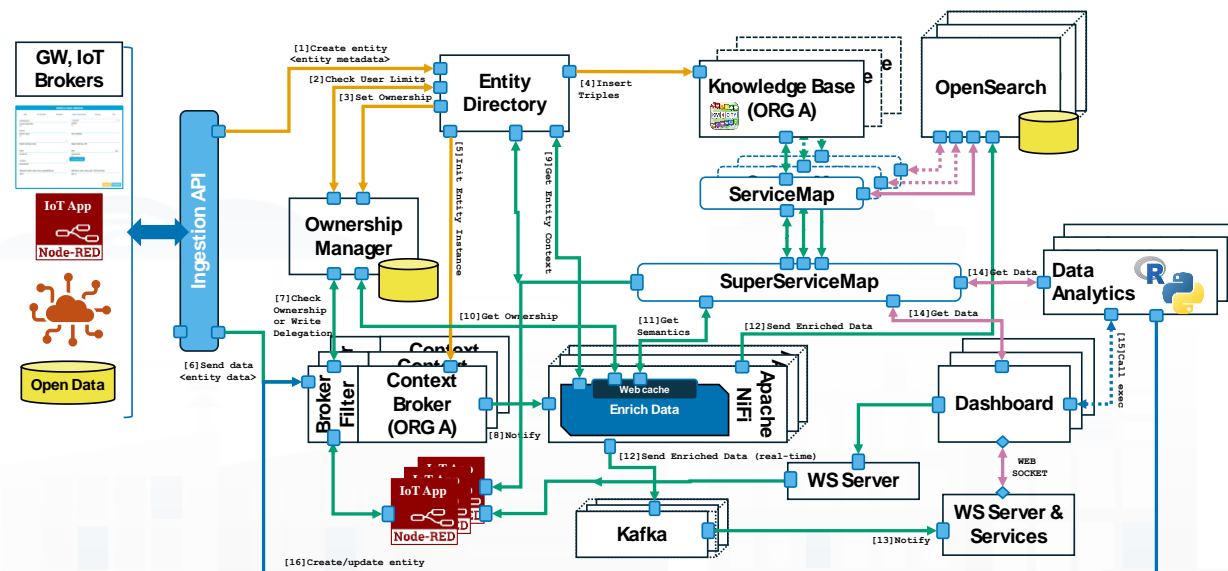 GW, IoT
Brokers
IoT App
Node-RED
Open Data
Ingestion API
[1]Create entity
<entity metadata>
[2]Check User Limits
[3]Set Ownership
Entity
Directory
[4]Insert
Triples
Knowledge Base
(ORG A)
OpenSearch
ServiceMap
SuperServiceMap
Ownership
Manager
[5]Init Entity Instance
[9]Get Entity Context
[7]Check
Ownership
or Write
Delegation
[10]Get Ownership
[11]Get
Semantics
[12]Send Enriched Data
[14]Get Data
[14]Get Data
Data
Analytics
R
[15]Call exec
[6]Send data
<entity data>
Broker
Filter
Context
Context
Context
Broker
(ORG A)
[8]Notify
Web cache
Enrich Data
Apache
NiFi
Dashboard
[12]Send Enriched Data (real-time)
WS Server
WEB
SOCKET
IoT App
Node-RED
Kafka
[13]Notify
WS Server &
Services
[16]Create/update entity